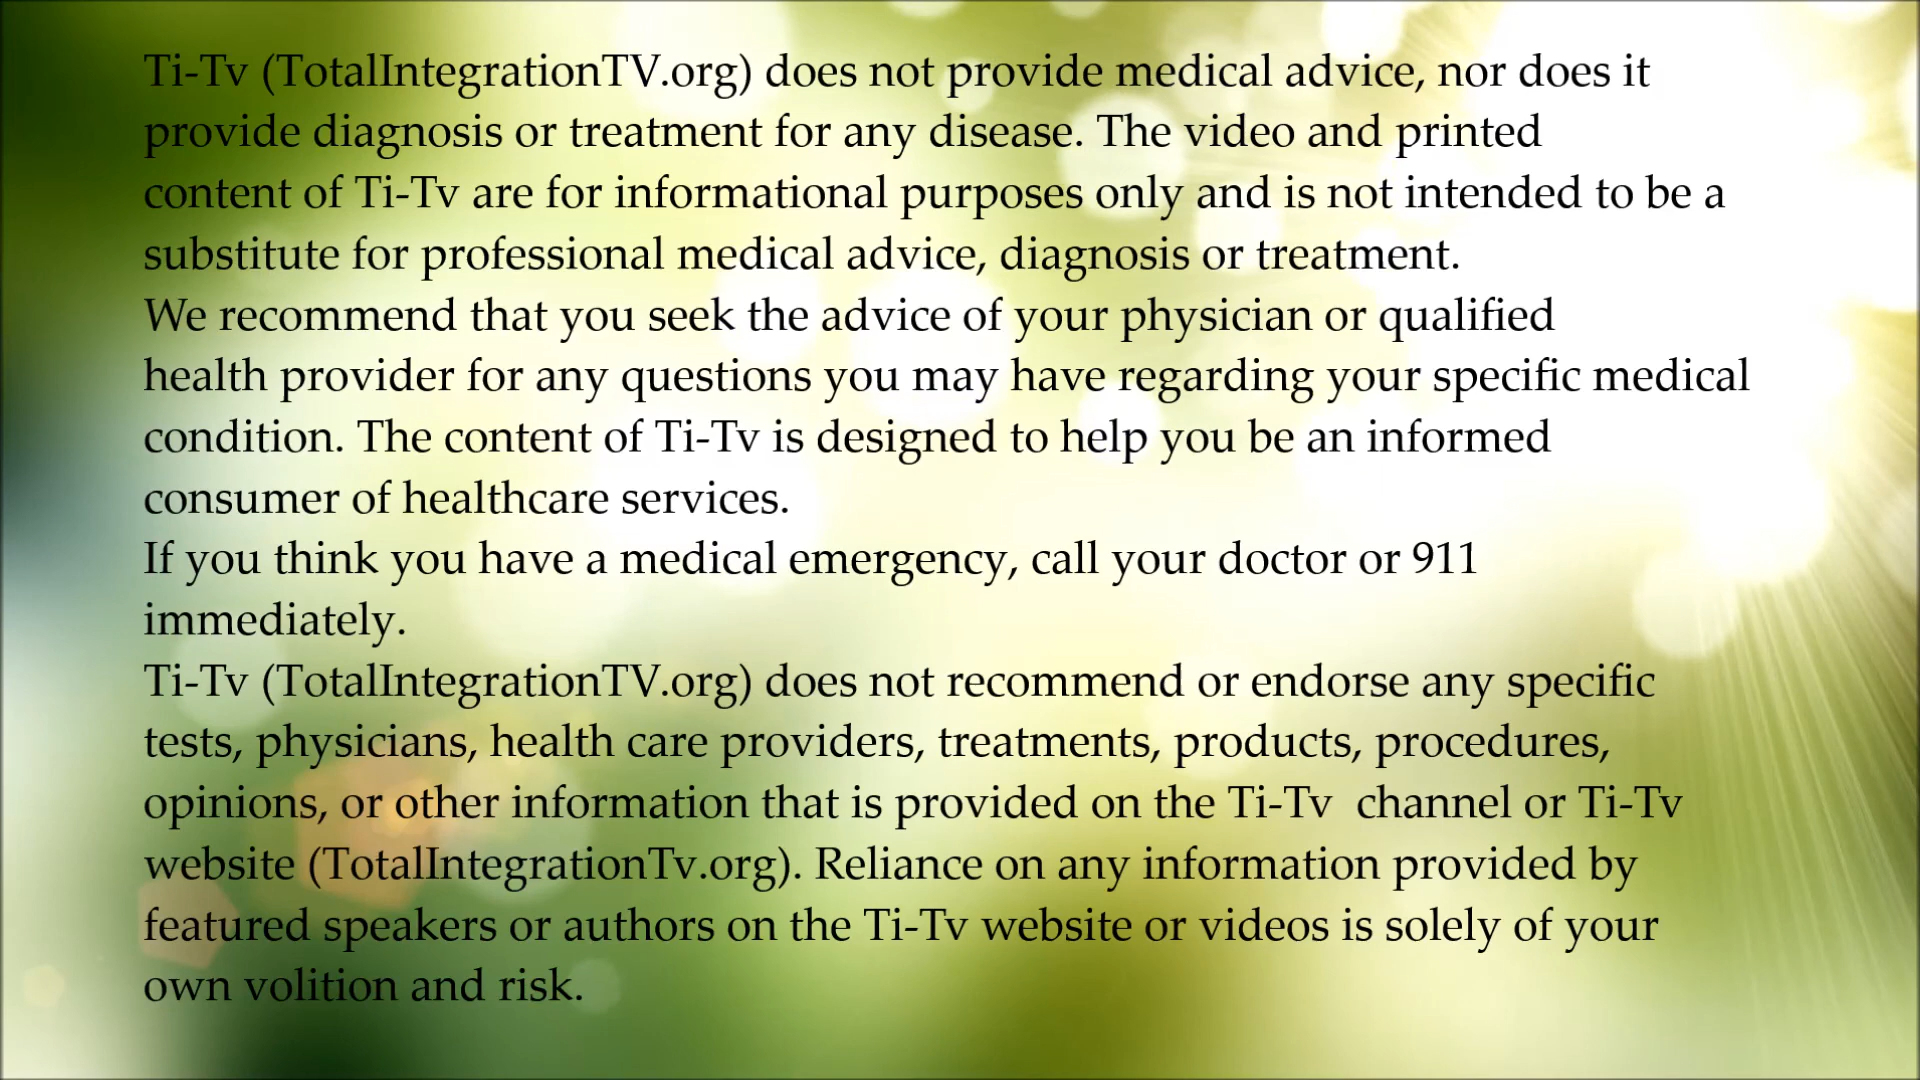 Ti-Tv (TotalIntegrationTV.org) does not provide medical advice, nor does it
provide diagnosis or treatment for any disease. The video and printed
content of Ti-Tv are for informational purposes only and is not intended to be a
substitute for professional medical advice, diagnosis or treatment.
We recommend that you seek the advice of your physician or qualified
health provider for any questions you may have regarding your specific medical
condition. The content of Ti-Tv is designed to help you be an informed
consumer of healthcare services.
If you think you have a medical emergency, call your doctor or 911
immediately.
Ti-Tv (TotalIntegrationTV.org) does not recommend or endorse any specific
tests, physicians, health care providers, treatments, products, procedures,
opinions, or other information that is provided on the Ti-Tv  channel or Ti-Tv
website (TotalIntegrationTv.org). Reliance on any information provided by
featured speakers or authors on the Ti-Tv website or videos is solely of your
own volition and risk.